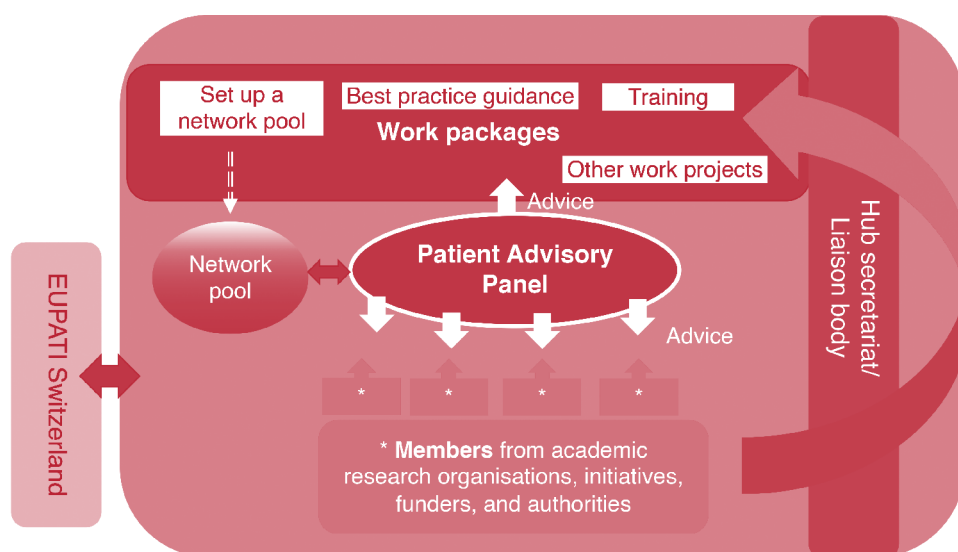 Set up a
network pool
Best practice guidance
Training
Work packages
Other work projects
Advice
Network
pool
Patient Advisory
Panel
Advice
EUPATI Switzerland
Hub secretariat/
Liaison body
*
*
*
*
* Members from academic
research organisations, initiatives,
funders, and authorities